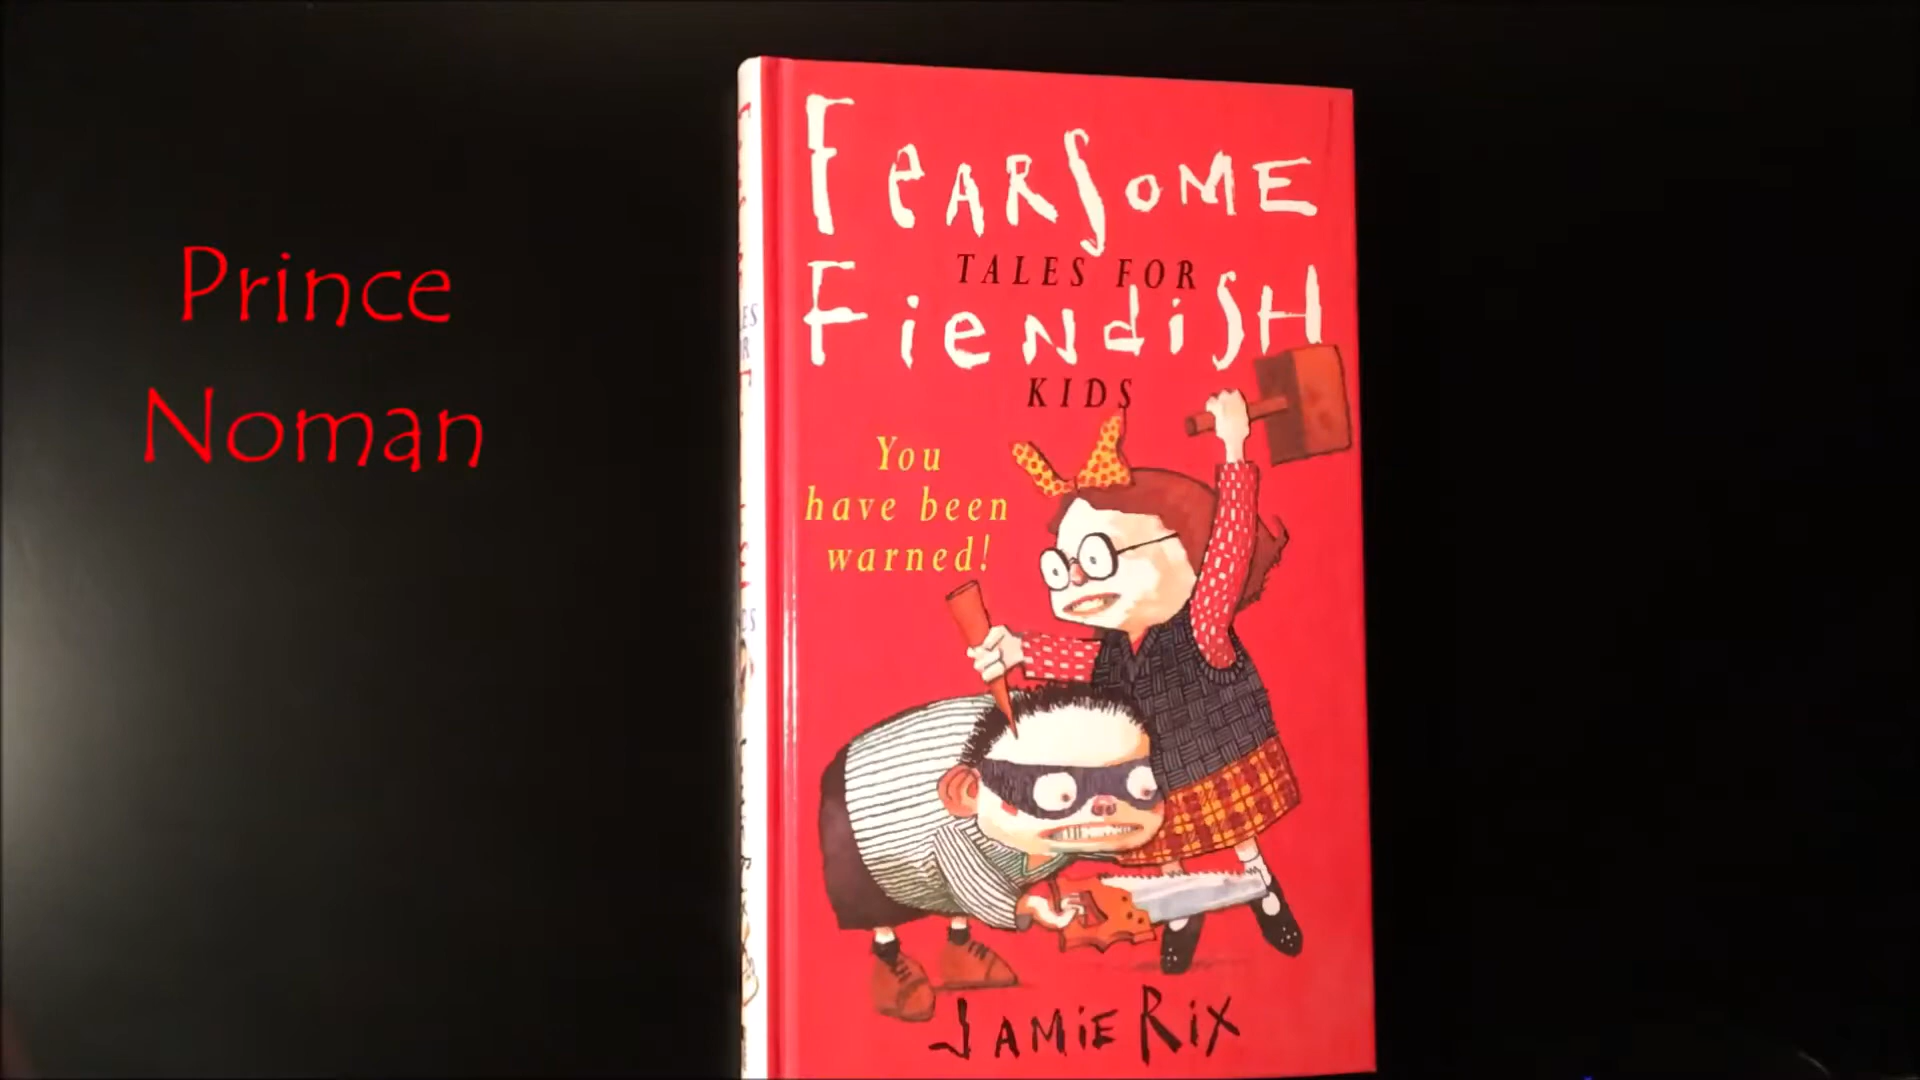 Prince
Noman
FeARSoME
TALES FOR
FieNdiSH
KIDS
You
have been
warned!
JAMiE RiX